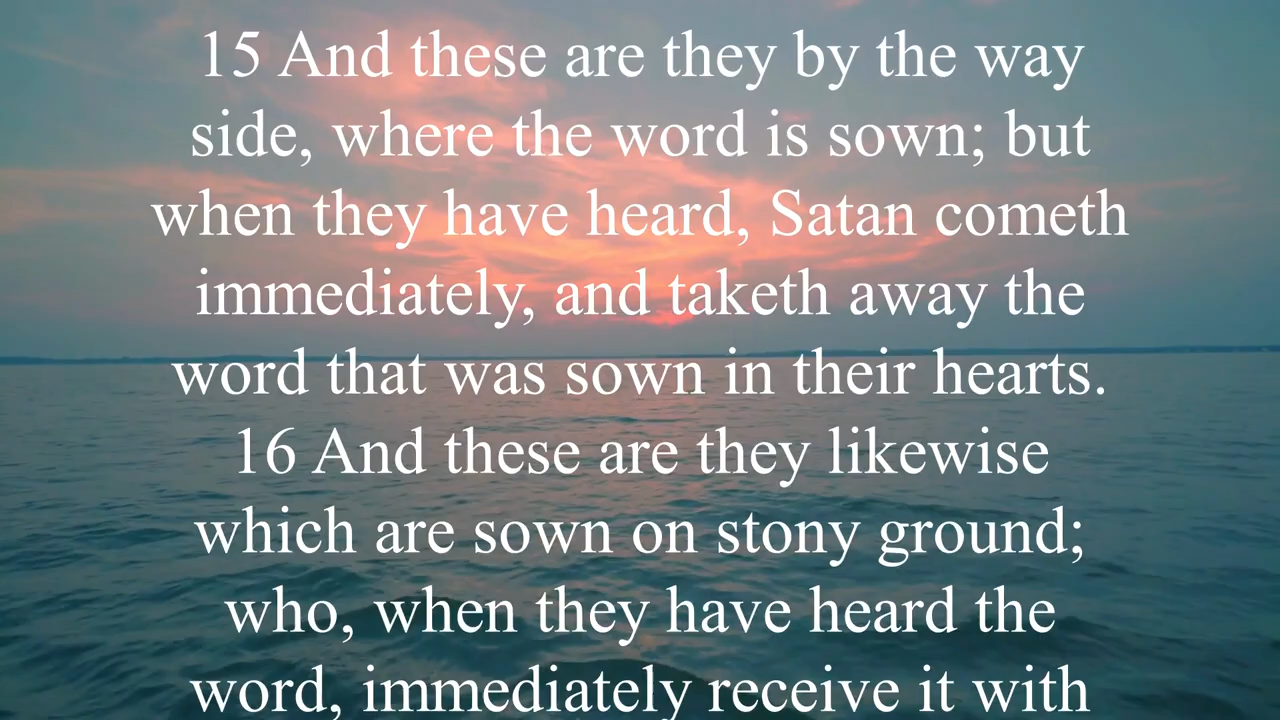 15 And these are they by the way
side, where the word is sown; but
when they have heard, Satan cometh
immediately, and taketh away the
word that was sown in their hearts.
16 And these are they likewise
which are sown on stony ground;
who, when they have heard the
word, immediately receive it with